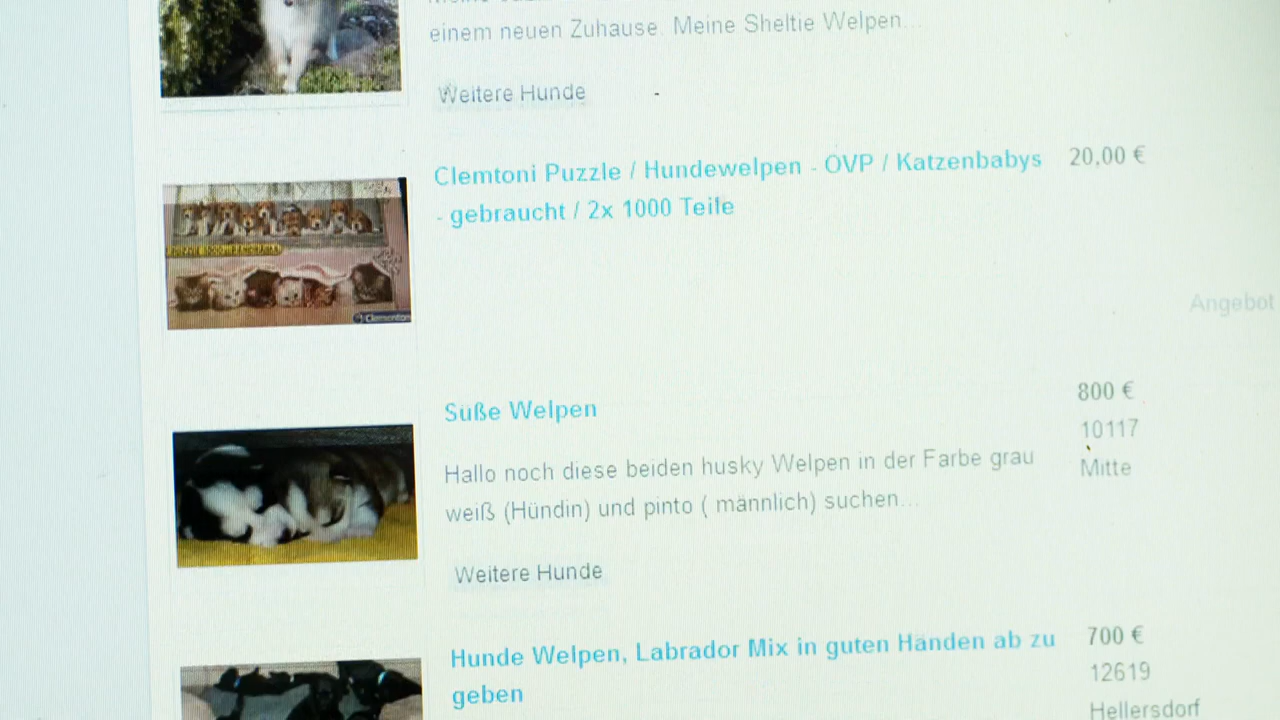 einem neuen Zuhause. Meine Sheltie Welpen...
Weitere Hunde
Clemtoni Puzzle / Hundewelpen - OVP / Katzenbabys
- gebraucht / 2x 1000 Teile
20,00 €
Angebot
Süße Welpen
800 €
10117
Mitte
Hallo noch diese beiden husky Welpen in der Farbe grau
weiß (Hündin) und pinto ( männlich) suchen...
Weitere Hunde
Hunde Welpen, Labrador Mix in guten Händen ab zu
geben
700 €
12619
Hellersdorf